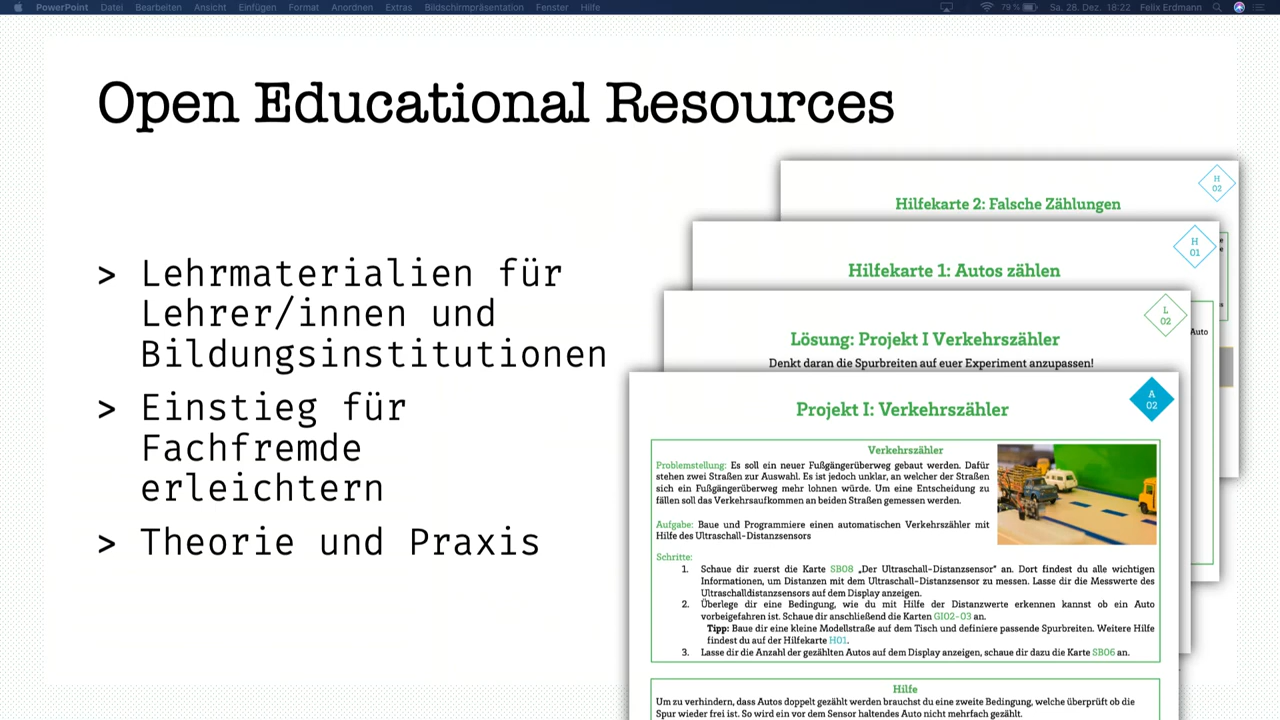 PowerPoint Datei Bearbeiten Ansicht Einfügen Format Anordnen Extras Bildschirmpräsentation Fenster Hilfe 79 % Sa. 28. Dez. 18:22 Felix Erdmann
Open Educational Resources
> Lehrmaterialien für
Lehrer/innen und
Bildungsinstitutionen
> Einstieg für
Fachfremde
erleichtern
> Theorie und Praxis
H
02
Hilfekarte 2: Falsche Zählungen
H
01
Hilfekarte 1: Autos zählen
Auto
L
02
Lösung: Projekt I Verkehrszähler
Denkt daran die Spurbreiten auf euer Experiment anzupassen!
A
02
Projekt I: Verkehrszähler
Verkehrszähler
Problemstellung: Es soll ein neuer Fußgängerüberweg gebaut werden. Dafür
stehen zwei Straßen zur Auswahl. Es ist jedoch unklar, an welcher der Straßen
sich ein Fußgängerüberweg mehr lohnen würde. Um eine Entscheidung zu
fällen soll das Verkehrsaufkommen an beiden Straßen gemessen werden.
Aufgabe: Baue und Programmiere einen automatischen Verkehrszähler mit
Hilfe des Ultraschall-Distanzsensors
Schritte:
1. Schaue dir zuerst die Karte SB08 „Der Ultraschall-Distanzsensor" an. Dort findest du alle wichtigen
Informationen, um Distanzen mit dem Ultraschall-Distanzsensor zu messen. Lasse dir die Messwerte des
Ultraschalldistanzsensors auf dem Display anzeigen.
2. Überlege dir eine Bedingung, wie du mit Hilfe der Distanzwerte erkennen kannst ob ein Auto
vorbeigefahren ist. Schaue dir anschließend die Karten GI02-03 an.
Tipp: Baue dir eine kleine Modellstraße auf dem Tisch und definiere passende Spurbreiten. Weitere Hilfe
findest du auf der Hilfekarte H01.
3. Lasse dir die Anzahl der gezählten Autos auf dem Display anzeigen, schaue dir dazu die Karte SB06 an.
Hilfe
Um zu verhindern, dass Autos doppelt gezählt werden brauchst du eine zweite Bedingung, welche überprüft ob die
Spur wieder frei ist. So wird ein vor dem Sensor haltendes Auto nicht mehrfach gezählt.